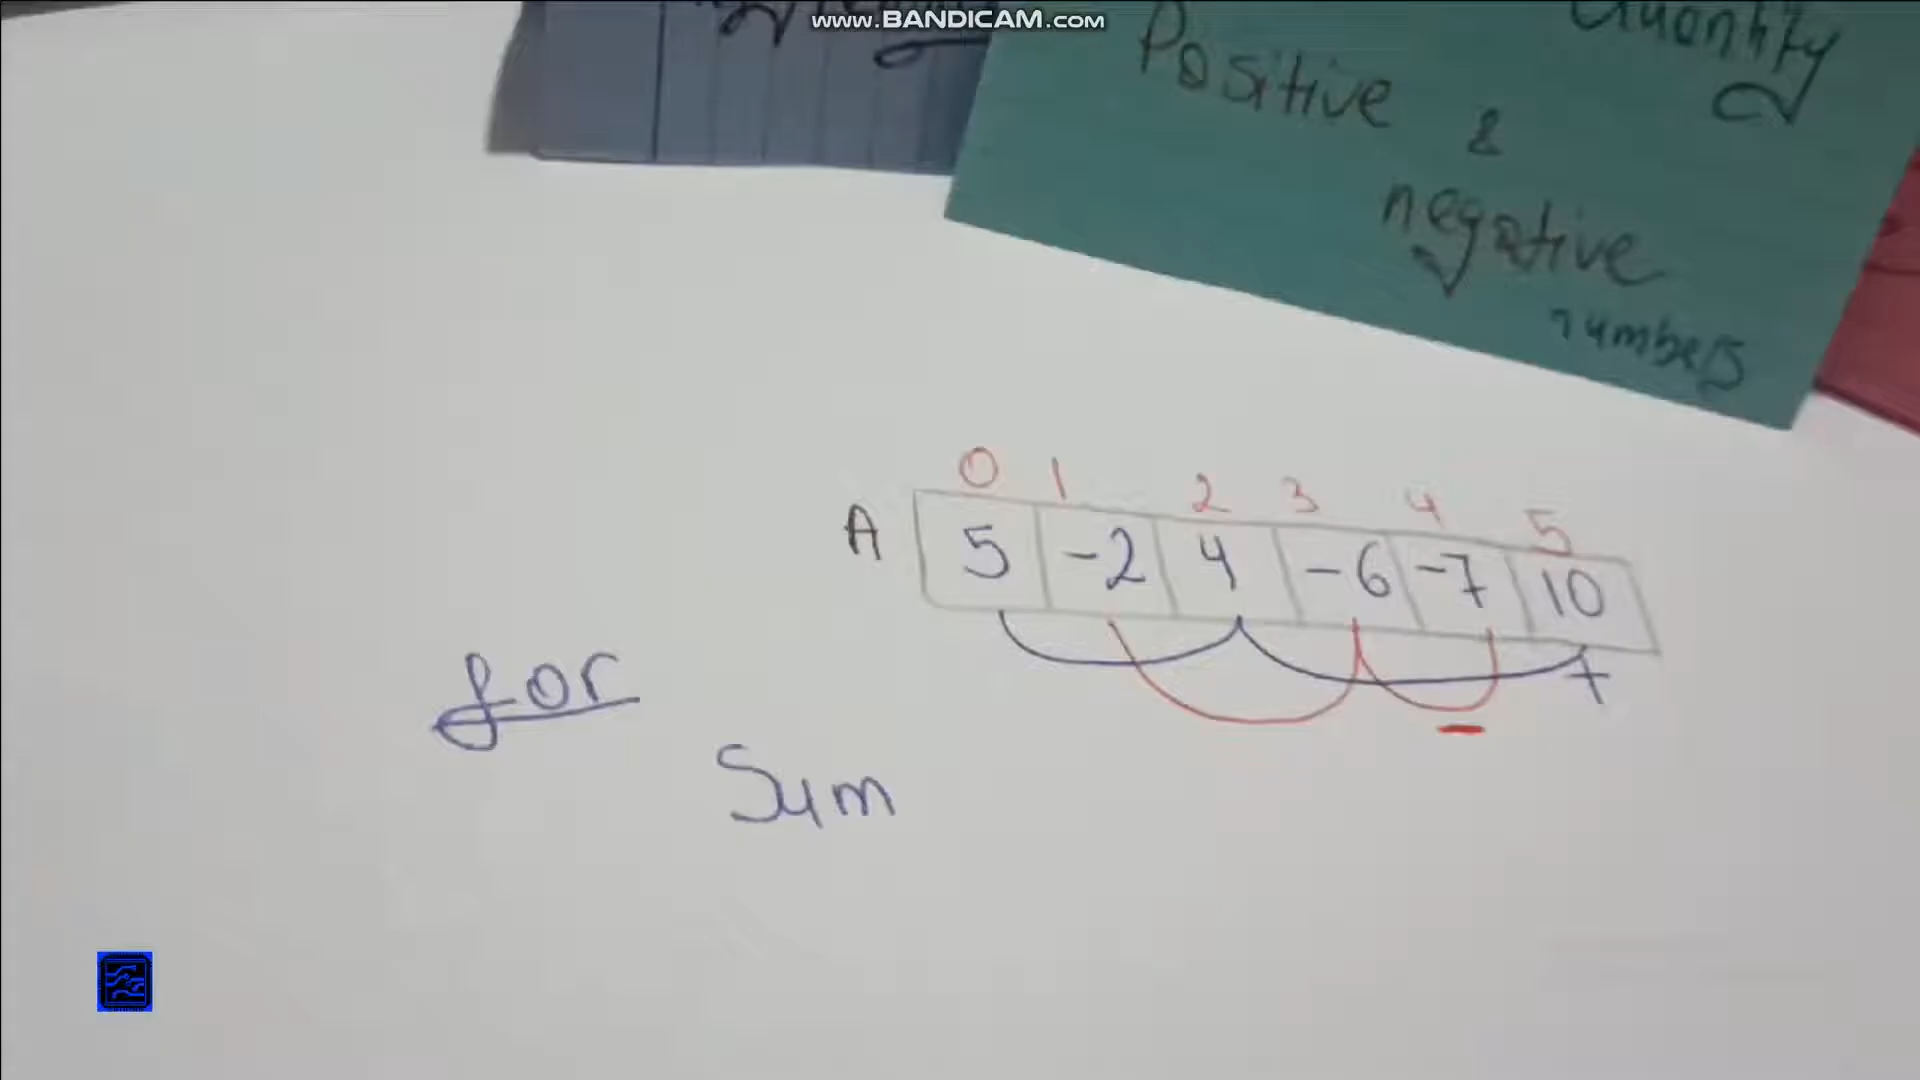 www.BANDICAM.com
Quantity
Positive
&
negative
numbers
0 1 2 3 4 5
A 5 -2 4 -6 -7 10
+
-
for
Sum